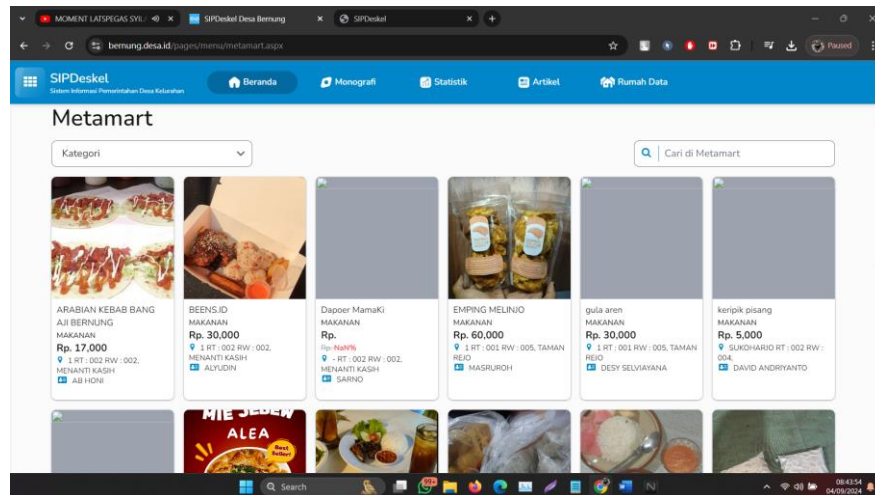 MOMENT LATSPEGAS SYIL
SIPDeskel Desa Bernung
SIPDeskel
bernung.desa.id/pages/menu/metamart.aspx
Paused
SIPDeskel
Sistem Informasi Pemerintahan Desa Kelurahan
Beranda
Monografi
Statistik
Artikel
Rumah Data
Metamart
Kategori
Cari di Metamart
ARABIAN KEBAB BANG
AJI BERNUNG
MAKANAN
Rp. 17,000
1 RT : 002 RW : 002,
MENANTI KASIH
AB HONI
BEENS.ID
MAKANAN
Rp. 30,000
1 RT : 002 RW : 002,
MENANTI KASIH
ALYUDIN
Dapoer MamaKi
MAKANAN
Rp.
Rp. NaN%
- RT : 002 RW : 002,
MENANTI KASIH
SARNO
EMPING MELINJO
MAKANAN
Rp. 60,000
1 RT : 001 RW : 005, TAMAN
REJO
MASRUROH
gula aren
MAKANAN
Rp. 30,000
1 RT : 001 RW : 005, TAMAN
REJO
DESY SELVIAYANA
keripik pisang
MAKANAN
Rp. 5,000
SUKOHARJO RT : 002 RW :
004,
DAVID ANDRIYANTO
MIE JEBEW
ALEA
Best
Seller!
Search
99+
08:43:54
04/09/2024